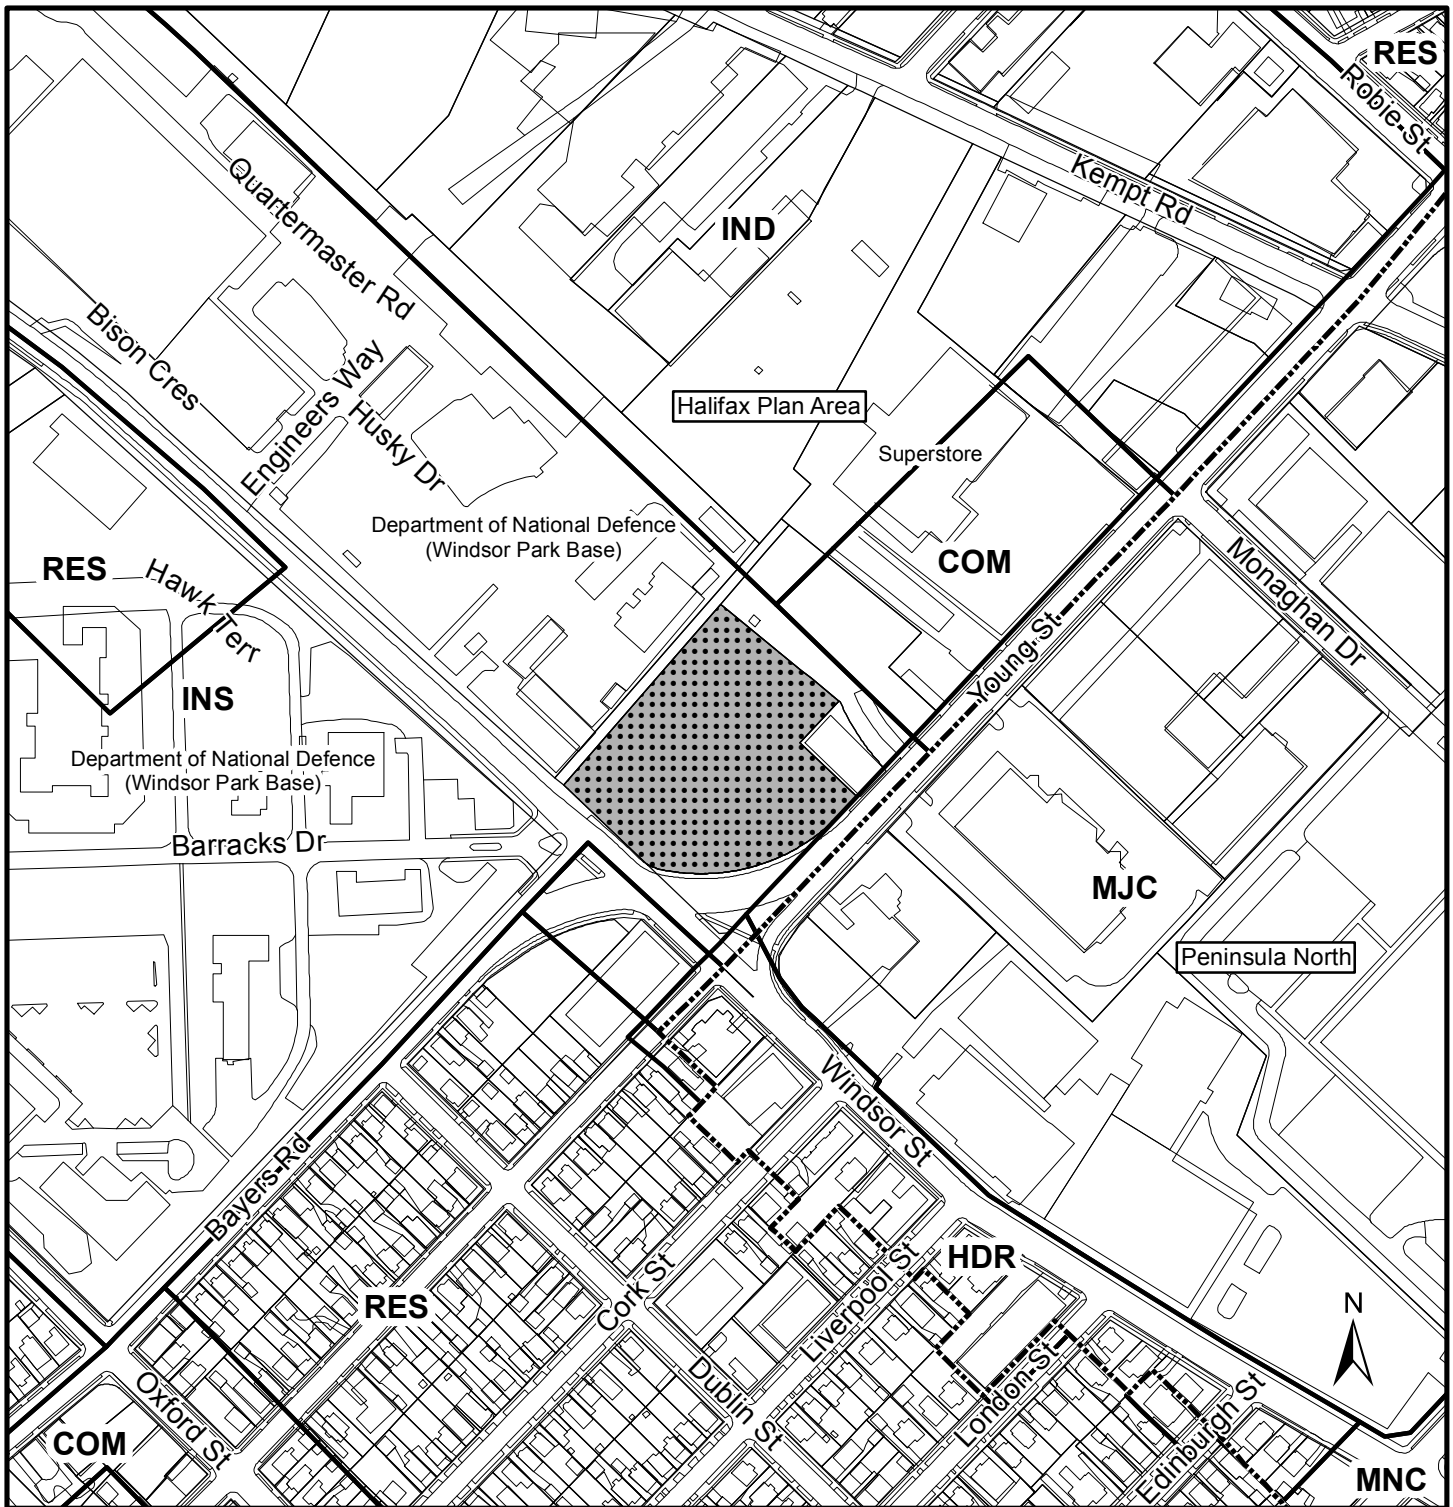 RES
Robie St
Kempt Rd
Quartermaster Rd
IND
Bison Cres
Engineers Way
Husky Dr
Halifax Plan Area
Superstore
Department of National Defence
(Windsor Park Base)
RES
Hawk Terr
COM
Monaghan Dr
Young St
INS
Department of National Defence
(Windsor Park Base)
Barracks Dr
MJC
Peninsula North
Windsor St
Bayers Rd
RES
Cork St
Liverpool St
HDR
N
Oxford St
Dublin St
London St
Edinburgh St
COM
MNC